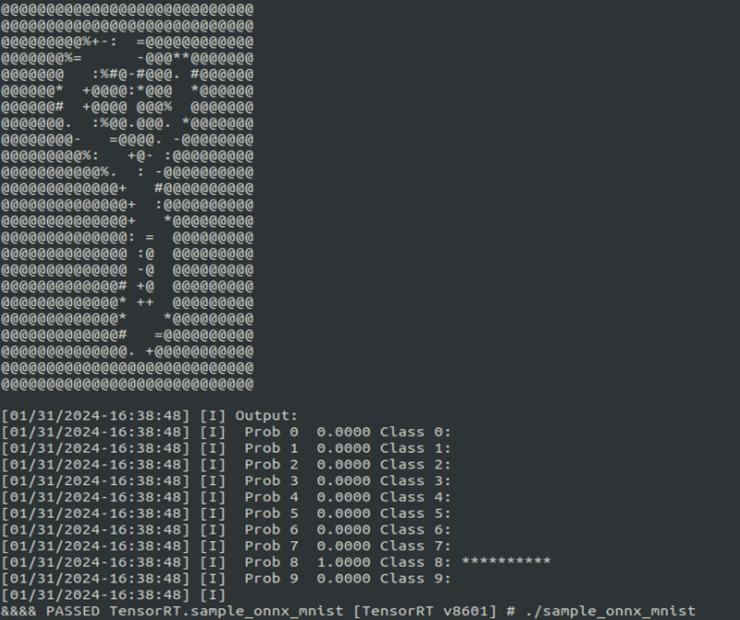 @@@@@@@@@@@@@@@@@@@@@@@@@@@@
@@@@@@@@@@@@@@@@@@@@@@@@@@@@
@@@@@@@@@%+-:  =@@@@@@@@@@@@
@@@@@@@%=      -@@@**@@@@@@@
@@@@@@@   :%#@-#@@@. #@@@@@@
@@@@@@*  +@@@@:*@@@  *@@@@@@
@@@@@@#  +@@@@ @@@%  @@@@@@@
@@@@@@@.  :%@@.@@@. *@@@@@@@
@@@@@@@@-   =@@@@. -@@@@@@@@
@@@@@@@@@%:   +@- :@@@@@@@@@
@@@@@@@@@@@%.  : -@@@@@@@@@@
@@@@@@@@@@@@@+   #@@@@@@@@@@
@@@@@@@@@@@@@@+  :@@@@@@@@@@
@@@@@@@@@@@@@@+   *@@@@@@@@@
@@@@@@@@@@@@@@: =  @@@@@@@@@
@@@@@@@@@@@@@@ :@  @@@@@@@@@
@@@@@@@@@@@@@@ -@  @@@@@@@@@
@@@@@@@@@@@@@# +@  @@@@@@@@@
@@@@@@@@@@@@@* ++  @@@@@@@@@
@@@@@@@@@@@@@*    *@@@@@@@@@
@@@@@@@@@@@@@#   =@@@@@@@@@@
@@@@@@@@@@@@@@. +@@@@@@@@@@@
@@@@@@@@@@@@@@@@@@@@@@@@@@@@
@@@@@@@@@@@@@@@@@@@@@@@@@@@@
[01/31/2024-16:38:48] [I] Output:
[01/31/2024-16:38:48] [I]  Prob 0  0.0000 Class 0:
[01/31/2024-16:38:48] [I]  Prob 1  0.0000 Class 1:
[01/31/2024-16:38:48] [I]  Prob 2  0.0000 Class 2:
[01/31/2024-16:38:48] [I]  Prob 3  0.0000 Class 3:
[01/31/2024-16:38:48] [I]  Prob 4  0.0000 Class 4:
[01/31/2024-16:38:48] [I]  Prob 5  0.0000 Class 5:
[01/31/2024-16:38:48] [I]  Prob 6  0.0000 Class 6:
[01/31/2024-16:38:48] [I]  Prob 7  0.0000 Class 7:
[01/31/2024-16:38:48] [I]  Prob 8  1.0000 Class 8: **********
[01/31/2024-16:38:48] [I]  Prob 9  0.0000 Class 9:
[01/31/2024-16:38:48] [I]
&&&& PASSED TensorRT.sample_onnx_mnist [TensorRT v8601] # ./sample_onnx_mnist